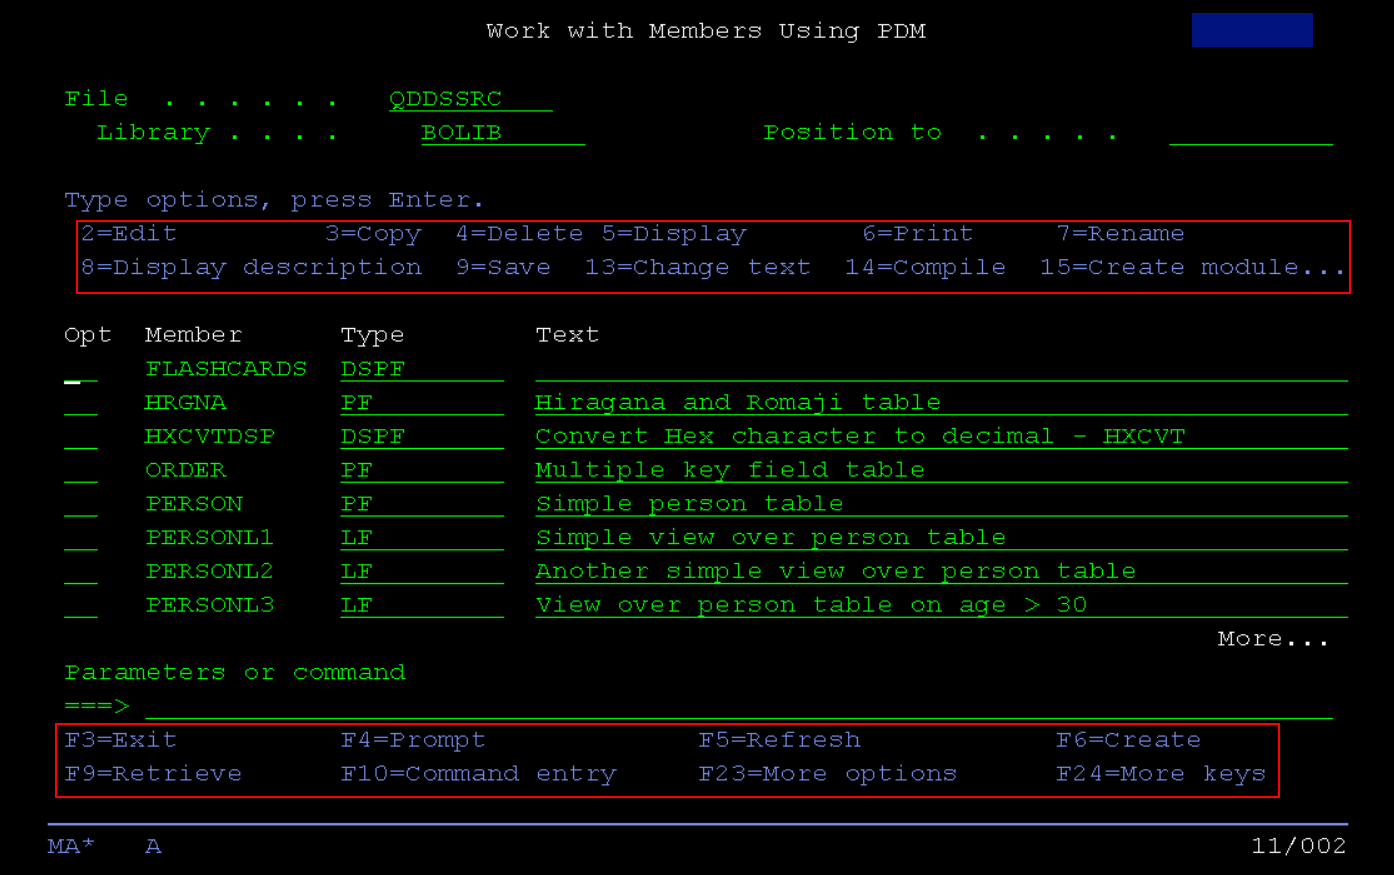 Work with Members Using PDM
File . . . . . . QDDSSRC
Library . . . . BOLIB Position to . . . . .
Type options, press Enter.
2=Edit 3=Copy 4=Delete 5=Display 6=Print 7=Rename
8=Display description 9=Save 13=Change text 14=Compile 15=Create module...
Opt Member Type Text
FLASHCARDS DSPF
HRGNA PF Hiragana and Romaji table
HXCVTDSP DSPF Convert Hex character to decimal - HXCVT
ORDER PF Multiple key field table
PERSON PF Simple person table
PERSONL1 LF Simple view over person table
PERSONL2 LF Another simple view over person table
PERSONL3 LF View over person table on age > 30
More...
Parameters or command
===>
F3=Exit F4=Prompt F5=Refresh F6=Create
F9=Retrieve F10=Command entry F23=More options F24=More keys
MA* A 11/002